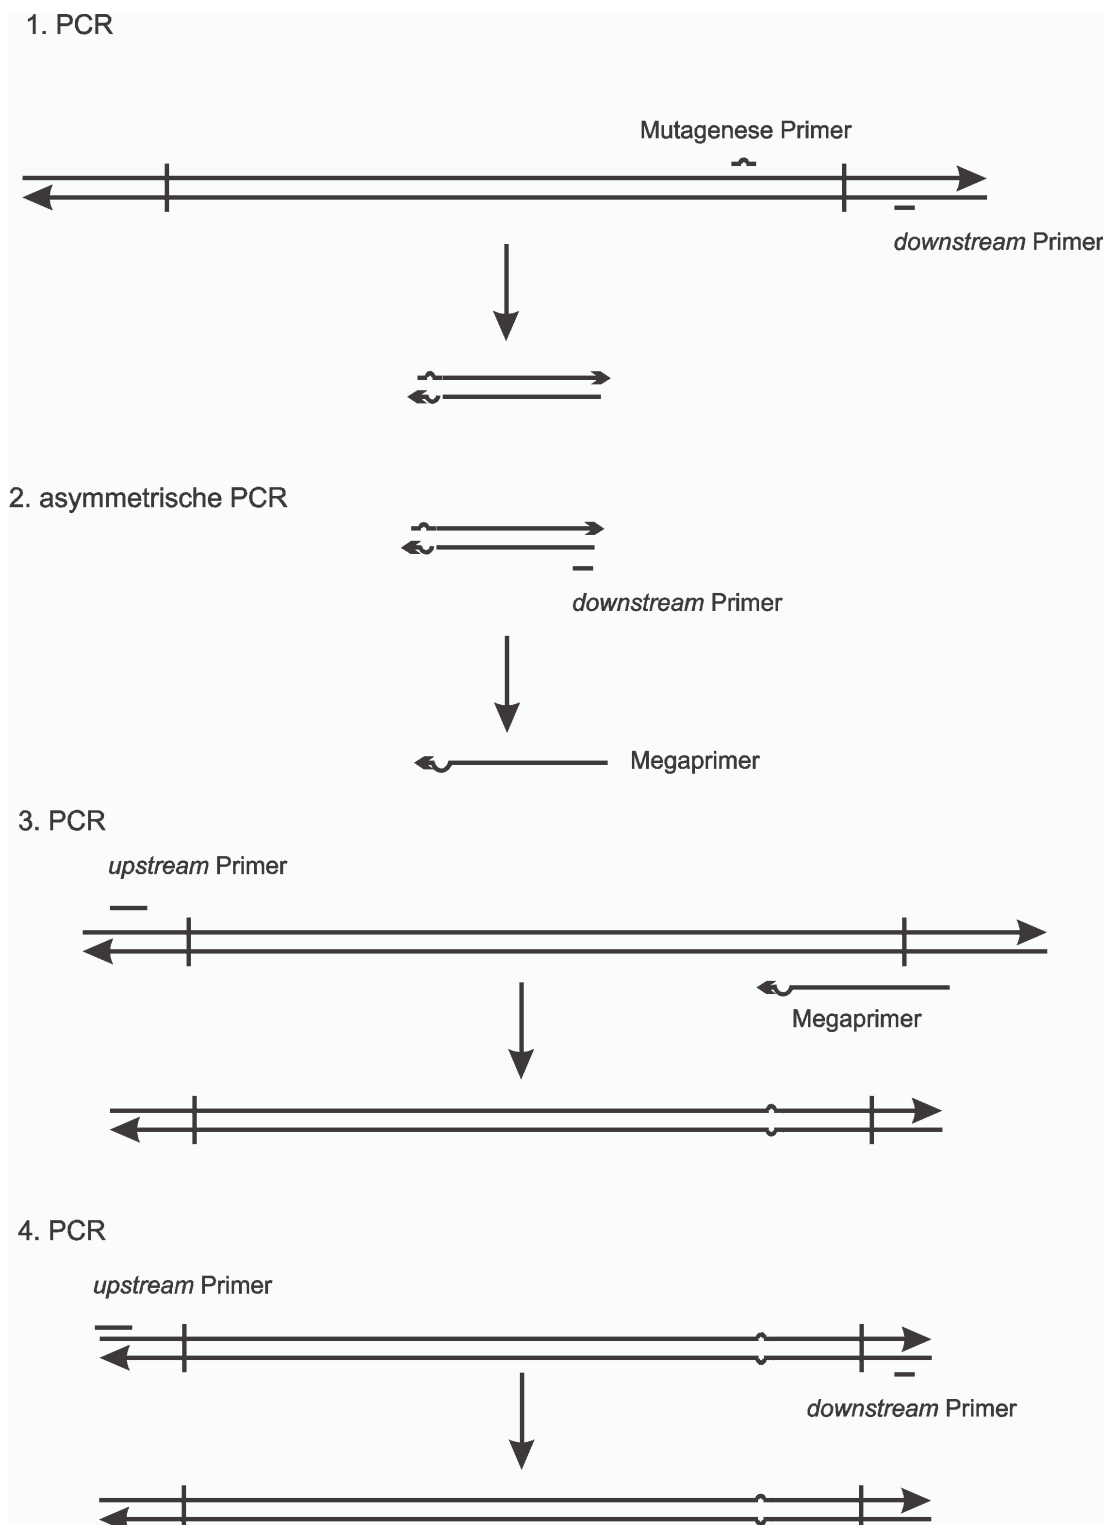 1. PCR
Mutagenese Primer
downstream Primer
2. asymmetrische PCR
downstream Primer
Megaprimer
3. PCR
upstream Primer
Megaprimer
4. PCR
upstream Primer
downstream Primer